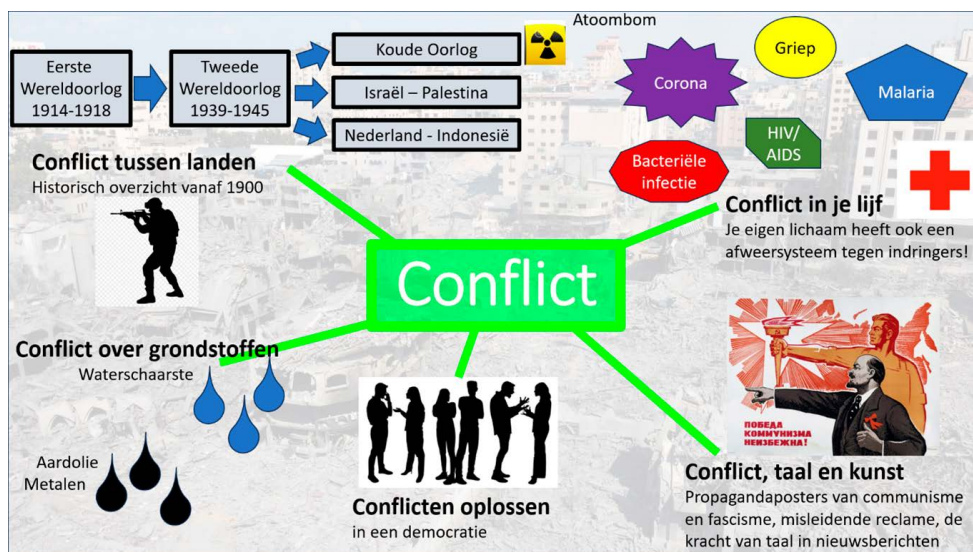 Eerste
Wereldoorlog
1914-1918
Tweede
Wereldoorlog
1939-1945
Koude Oorlog
Israël – Palestina
Nederland - Indonesië
Atoombom
Corona
Griep
Malaria
HIV/
AIDS
Bacteriële
infectie
Conflict tussen landen
Historisch overzicht vanaf 1900
Conflict in je lijf
Je eigen lichaam heeft ook een
afweersysteem tegen indringers!
Conflict
Conflict over grondstoffen
Waterschaarste
Aardolie
Metalen
Conflicten oplossen
in een democratie
ПОБЕДА
КОММУНИЗМА
НЕИЗБЕЖНА!
Conflict, taal en kunst
Propagandaposters van communisme
en fascisme, misleidende reclame, de
kracht van taal in nieuwsberichten